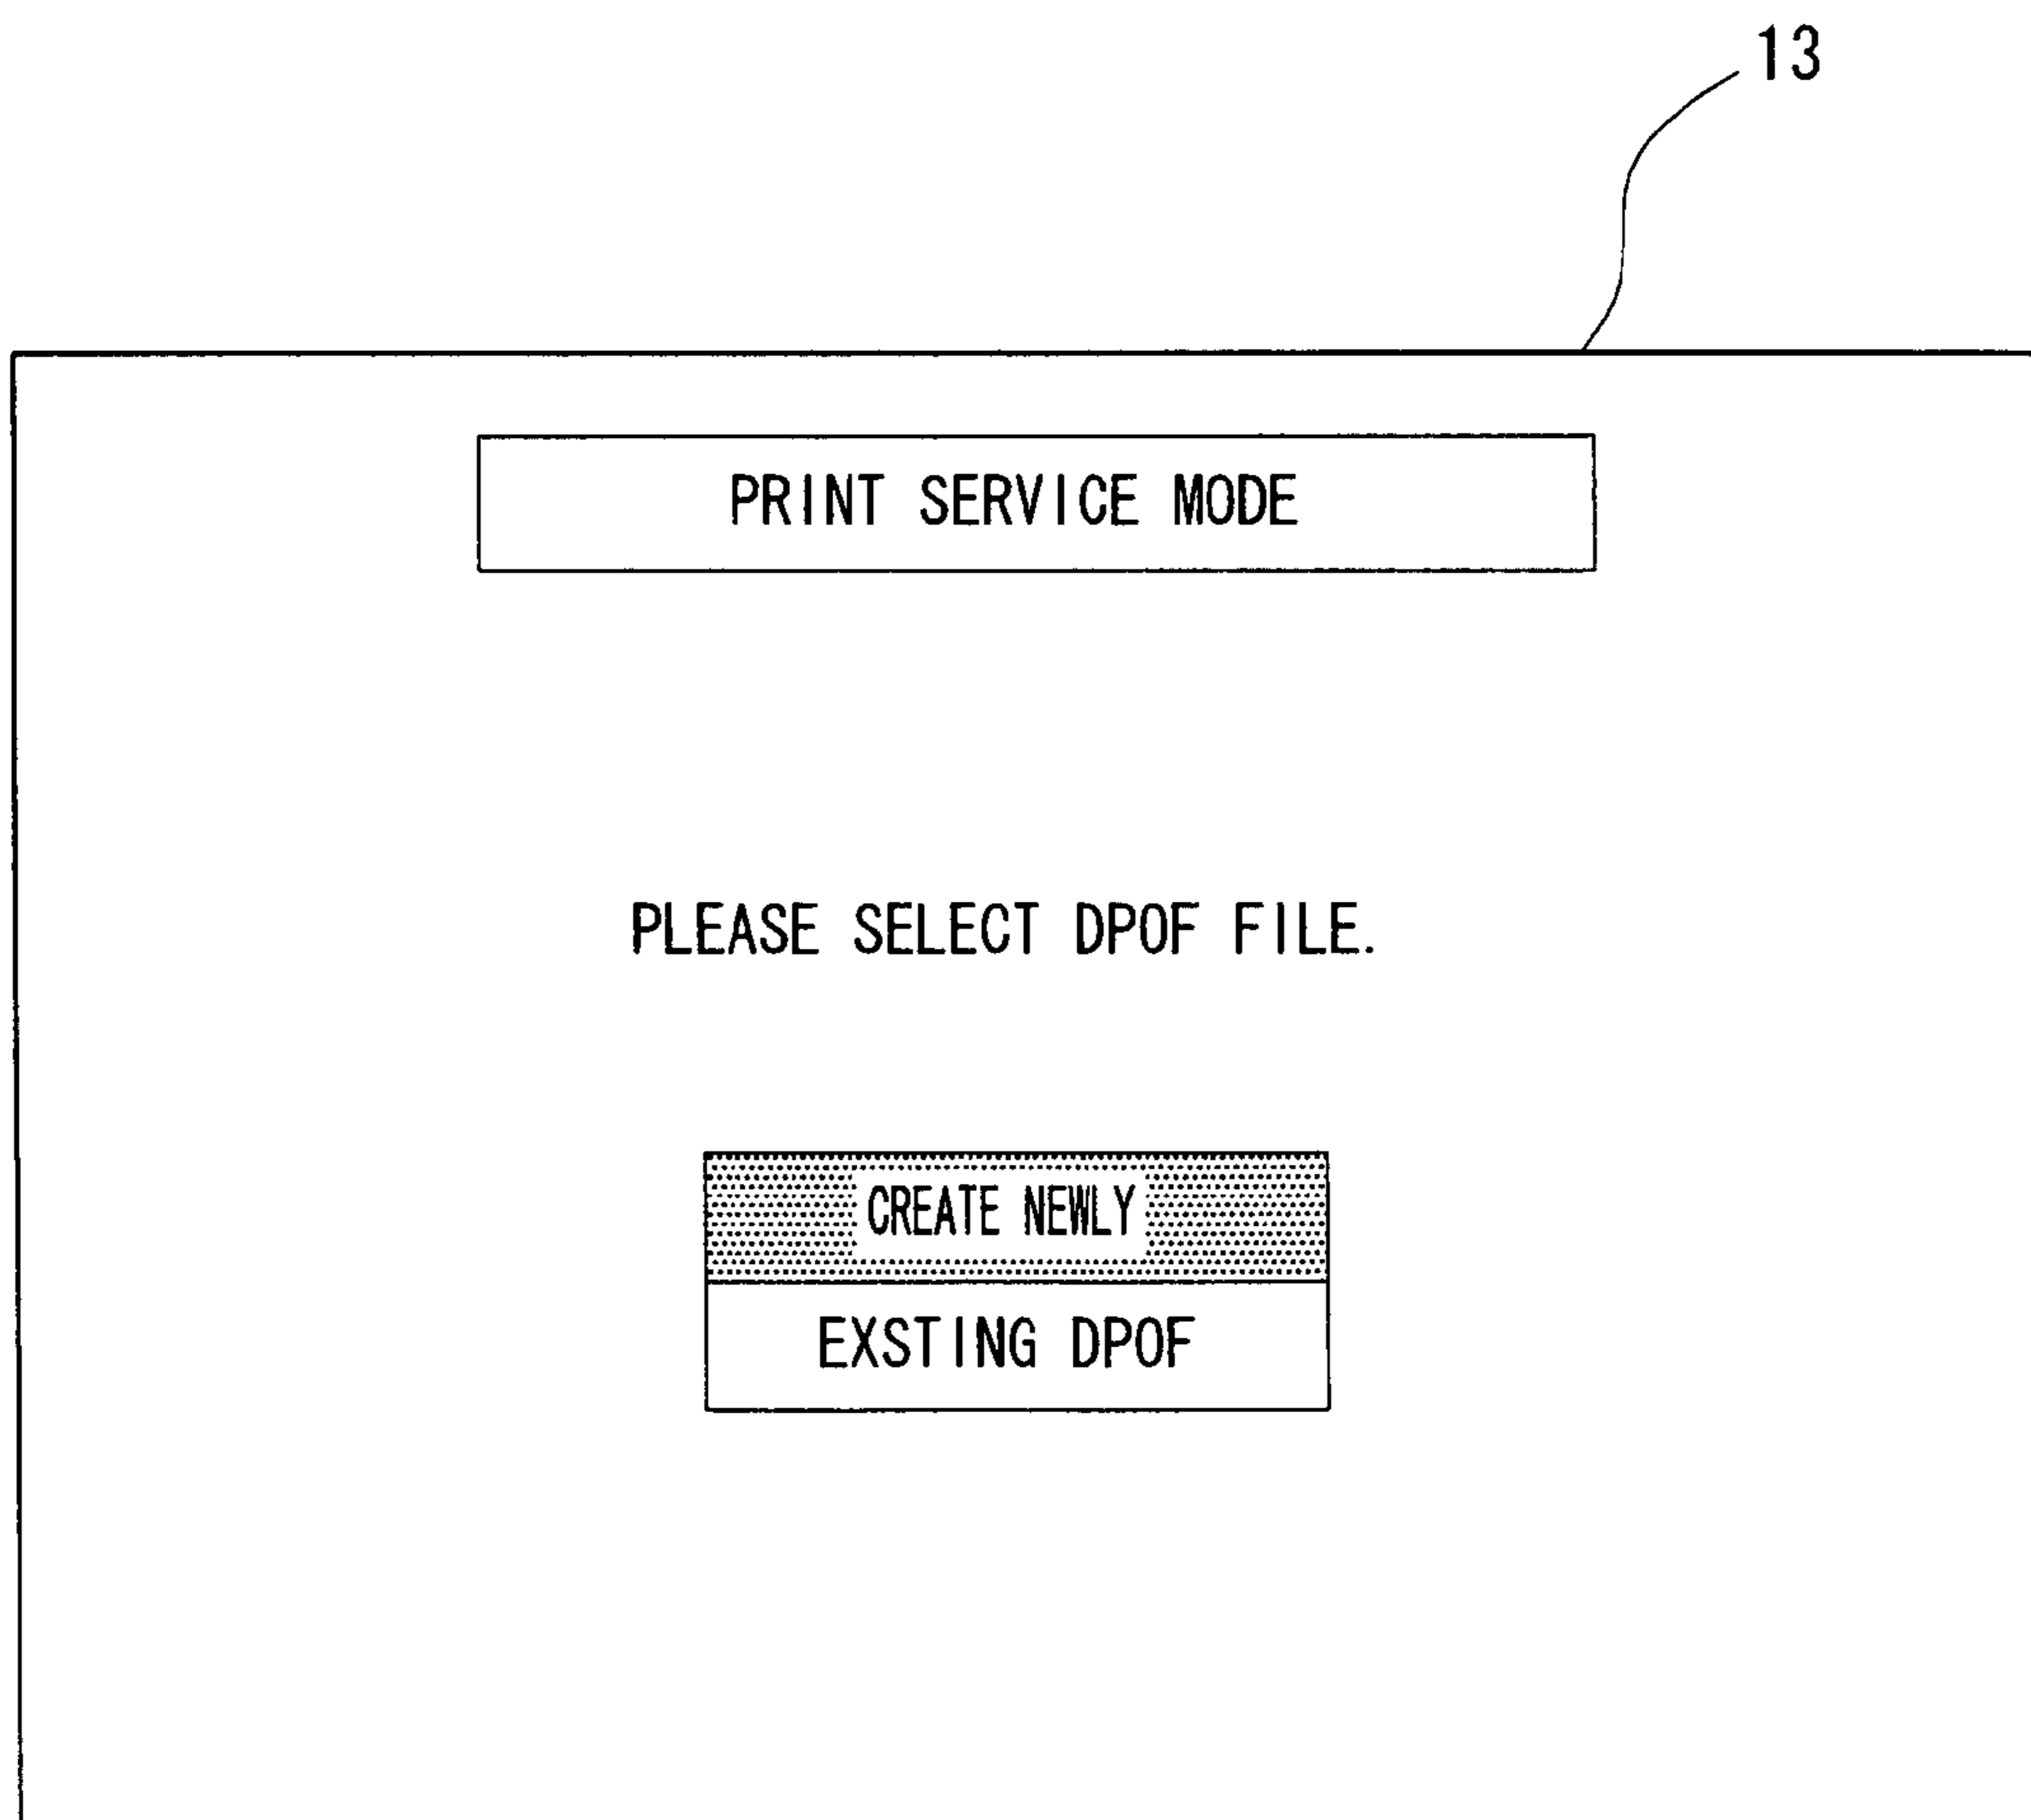 13
PRINT SERVICE MODE
PLEASE SELECT DPOF FILE.
CREATE NEWLY
EXSTING DPOF